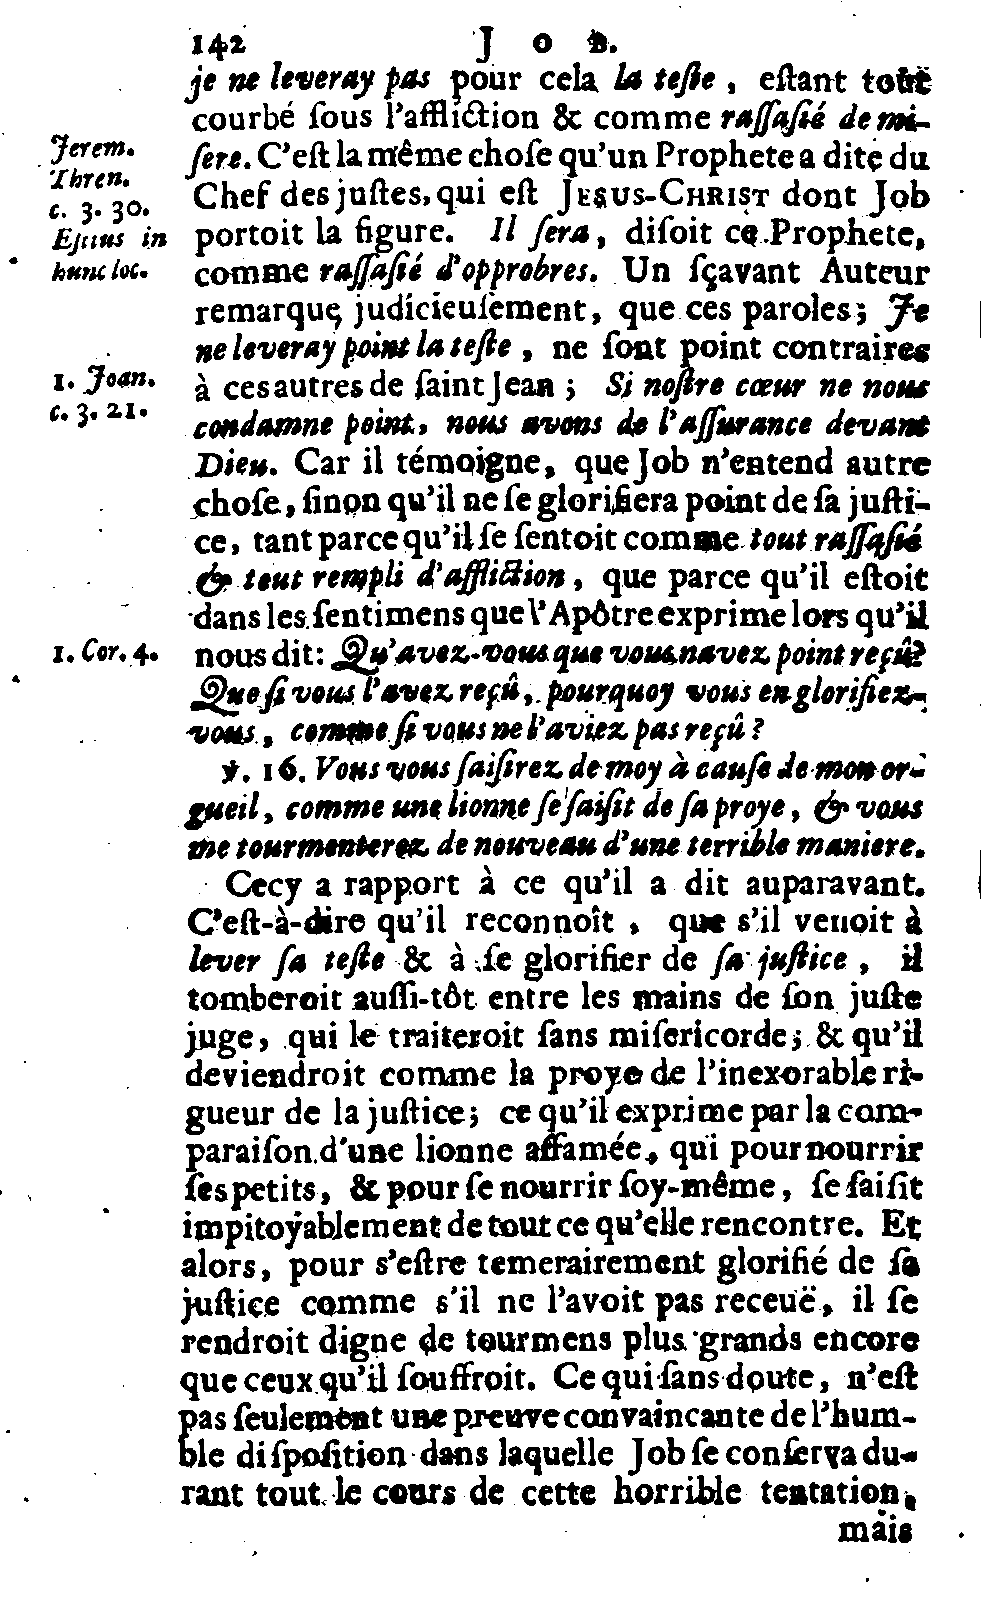 142 JOB.
je ne leveray pas pour cela la teſte, eſtant tout
courbé ſous l'affliction & comme raſſaſié de mi-
ſere. C'eſt la même choſe qu'un Prophete a dite du
Chef des juſtes, qui eſt JESUS-CHRIST dont Job
portoit la figure. Il ſera, diſoit ce Prophete,
comme raſſaſié d'opprobres. Un ſçavant Auteur
remarque judicieuſement, que ces paroles; Je
ne leveray point la teſte, ne ſont point contraires
à ces autres de ſaint Jean; Si noſtre cœur ne nous
condamne point, nous avons de l'aſſurance devant
Dieu. Car il témoigne, que Job n'entend autre
choſe, ſinon qu'il ne ſe glorifiera point de ſa juſti-
ce, tant parce qu'il ſe ſentoit comme tout raſſaſié
& tout rempli d'affliction, que parce qu'il eſtoit
dans les ſentimens que l'Apôtre exprime lors qu'il
nous dit: Qu'avez-vous que vous n'avez point reçû?
Que ſi vous l'avez reçû, pourquoy vous en glorifiez-
vous, comme ſi vous ne l'aviez pas reçû?
℣. 16. Vous vous ſaiſirez de moy à cauſe de mon or-
gueil, comme une lionne ſe ſaiſit de ſa proye, & vous
me tourmenterez de nouveau d'une terrible maniere.
Cecy a rapport à ce qu'il a dit auparavant.
C'eſt-à-dire qu'il reconnoît, que s'il venoit à
lever ſa teſte & à ſe glorifier de ſa juſtice, il
tomberoit auſſi-tôt entre les mains de ſon juſte
juge, qui le traiteroit ſans miſericorde; & qu'il
deviendroit comme la proye de l'inexorable ri-
gueur de la juſtice; ce qu'il exprime par la com-
paraiſon d'une lionne affamée, qui pour nourrir
ſes petits, & pour ſe nourrir ſoy-même, ſe ſaiſit
impitoyablement de tout ce qu'elle rencontre. Et
alors, pour s'eſtre temerairement glorifié de ſa
juſtice comme s'il ne l'avoit pas receuë, il ſe
rendroit digne de tourmens plus grands encore
que ceux qu'il ſouffroit. Ce qui ſans doute, n'eſt
pas ſeulement une preuve convaincante de l'hum-
ble diſpoſition dans laquelle Job ſe conſerva du-
rant tout le cours de cette horrible tentation,
mais
Jerem.
Thren.
c. 3. 30.
Eſtius in
hunc loc.
1. Joan.
c. 3. 21.
1. Cor. 4.